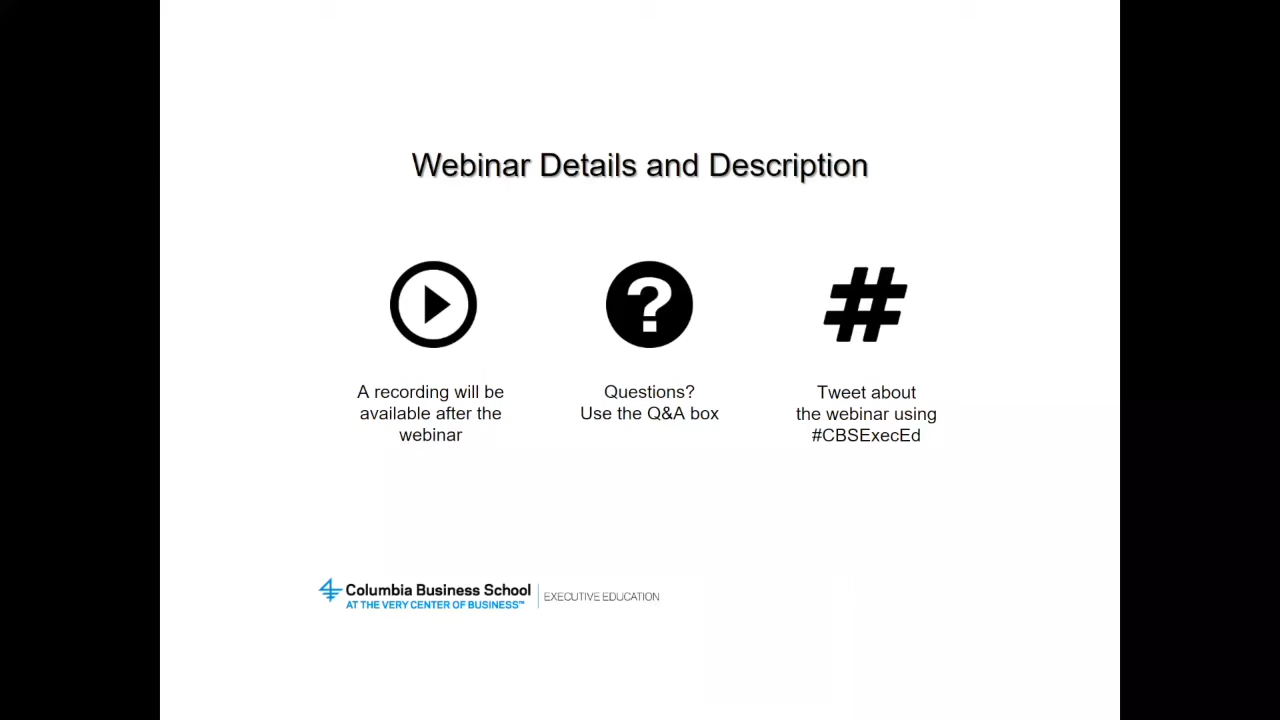 Webinar Details and Description
A recording will be
available after the
webinar
Questions?
Use the Q&A box
Tweet about
the webinar using
#CBSExecEd
Columbia Business School
AT THE VERY CENTER OF BUSINESS™
EXECUTIVE EDUCATION